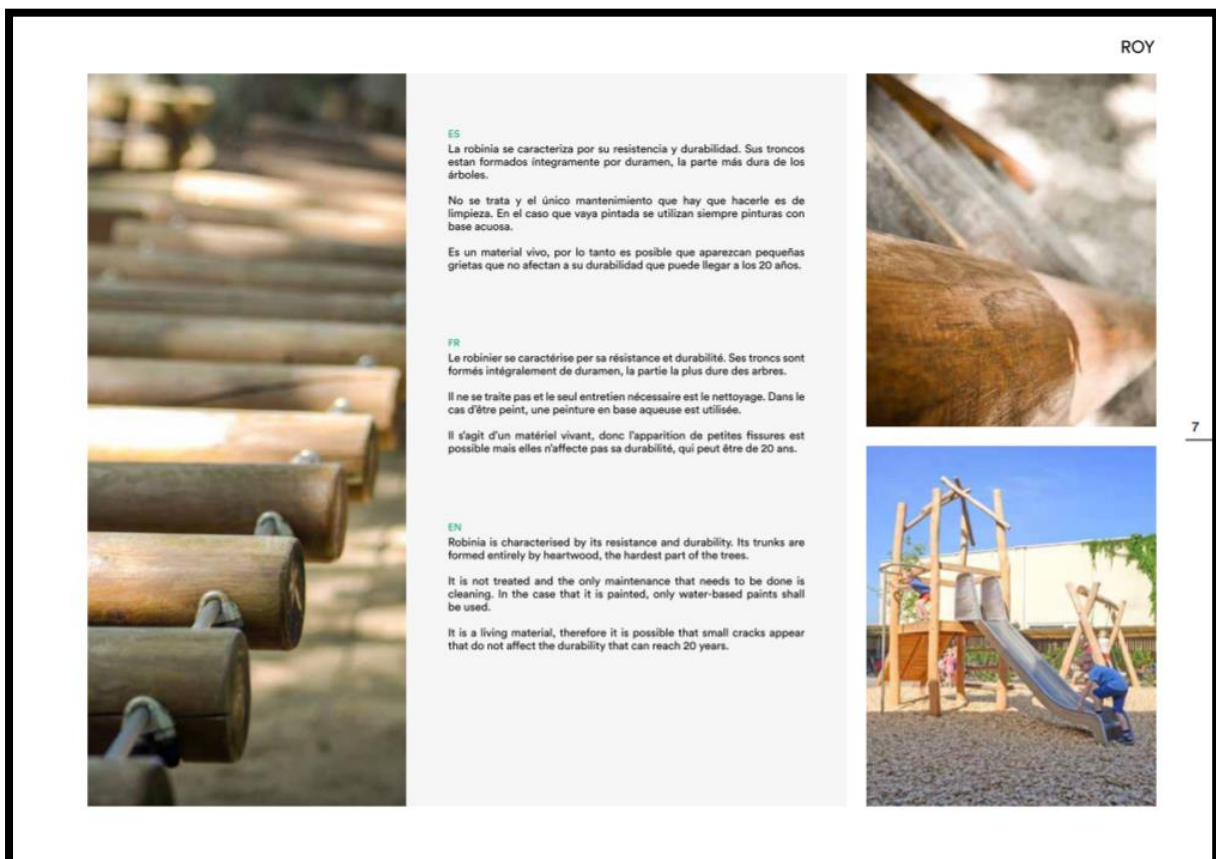 ROY
ES
La robinia se caracteriza por su resistencia y durabilidad. Sus troncos
estan formados íntegramente por duramen, la parte más dura de los
árboles.
No se trata y el único mantenimiento que hay que hacerle es de
limpieza. En el caso que vaya pintada se utilizan siempre pinturas con
base acuosa.
Es un material vivo, por lo tanto es posible que aparezcan pequeñas
grietas que no afectan a su durabilidad que puede llegar a los 20 años.
FR
Le robinier se caractérise per sa résistance et durabilité. Ses troncs sont
formés intégralement de duramen, la partie la plus dure des arbres.
Il ne se traite pas et le seul entretien nécessaire est le nettoyage. Dans le
cas d'être peint, une peinture en base aqueuse est utilisée.
Il s'agit d'un matériel vivant, donc l'apparition de petites fissures est
possible mais elles n'affecte pas sa durabilité, qui peut être de 20 ans.
7
EN
Robinia is characterised by its resistance and durability. Its trunks are
formed entirely by heartwood, the hardest part of the trees.
It is not treated and the only maintenance that needs to be done is
cleaning. In the case that it is painted, only water-based paints shall
be used.
It is a living material, therefore it is possible that small cracks appear
that do not affect the durability that can reach 20 years.